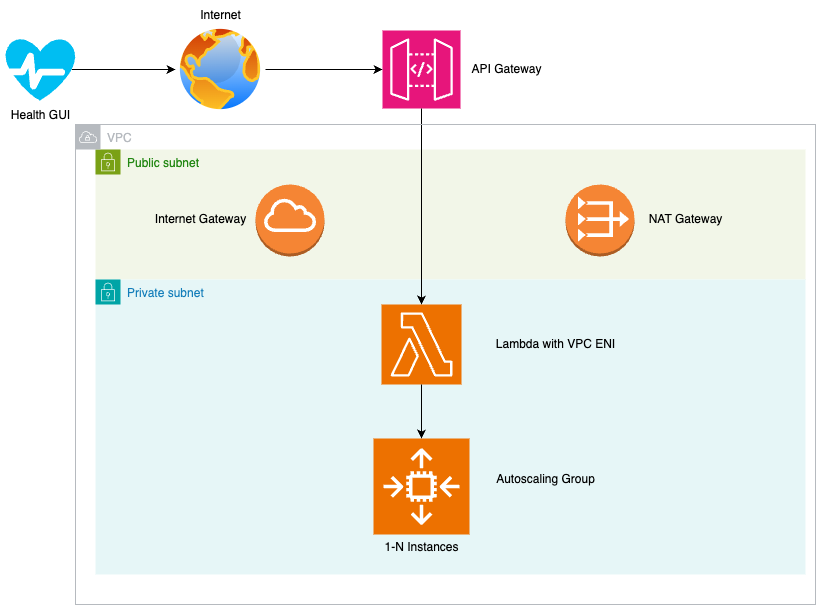 Internet
Health GUI
</>
API Gateway
VPC
Public subnet
Internet Gateway
NAT Gateway
Private subnet
Lambda with VPC ENI
Autoscaling Group
1-N Instances